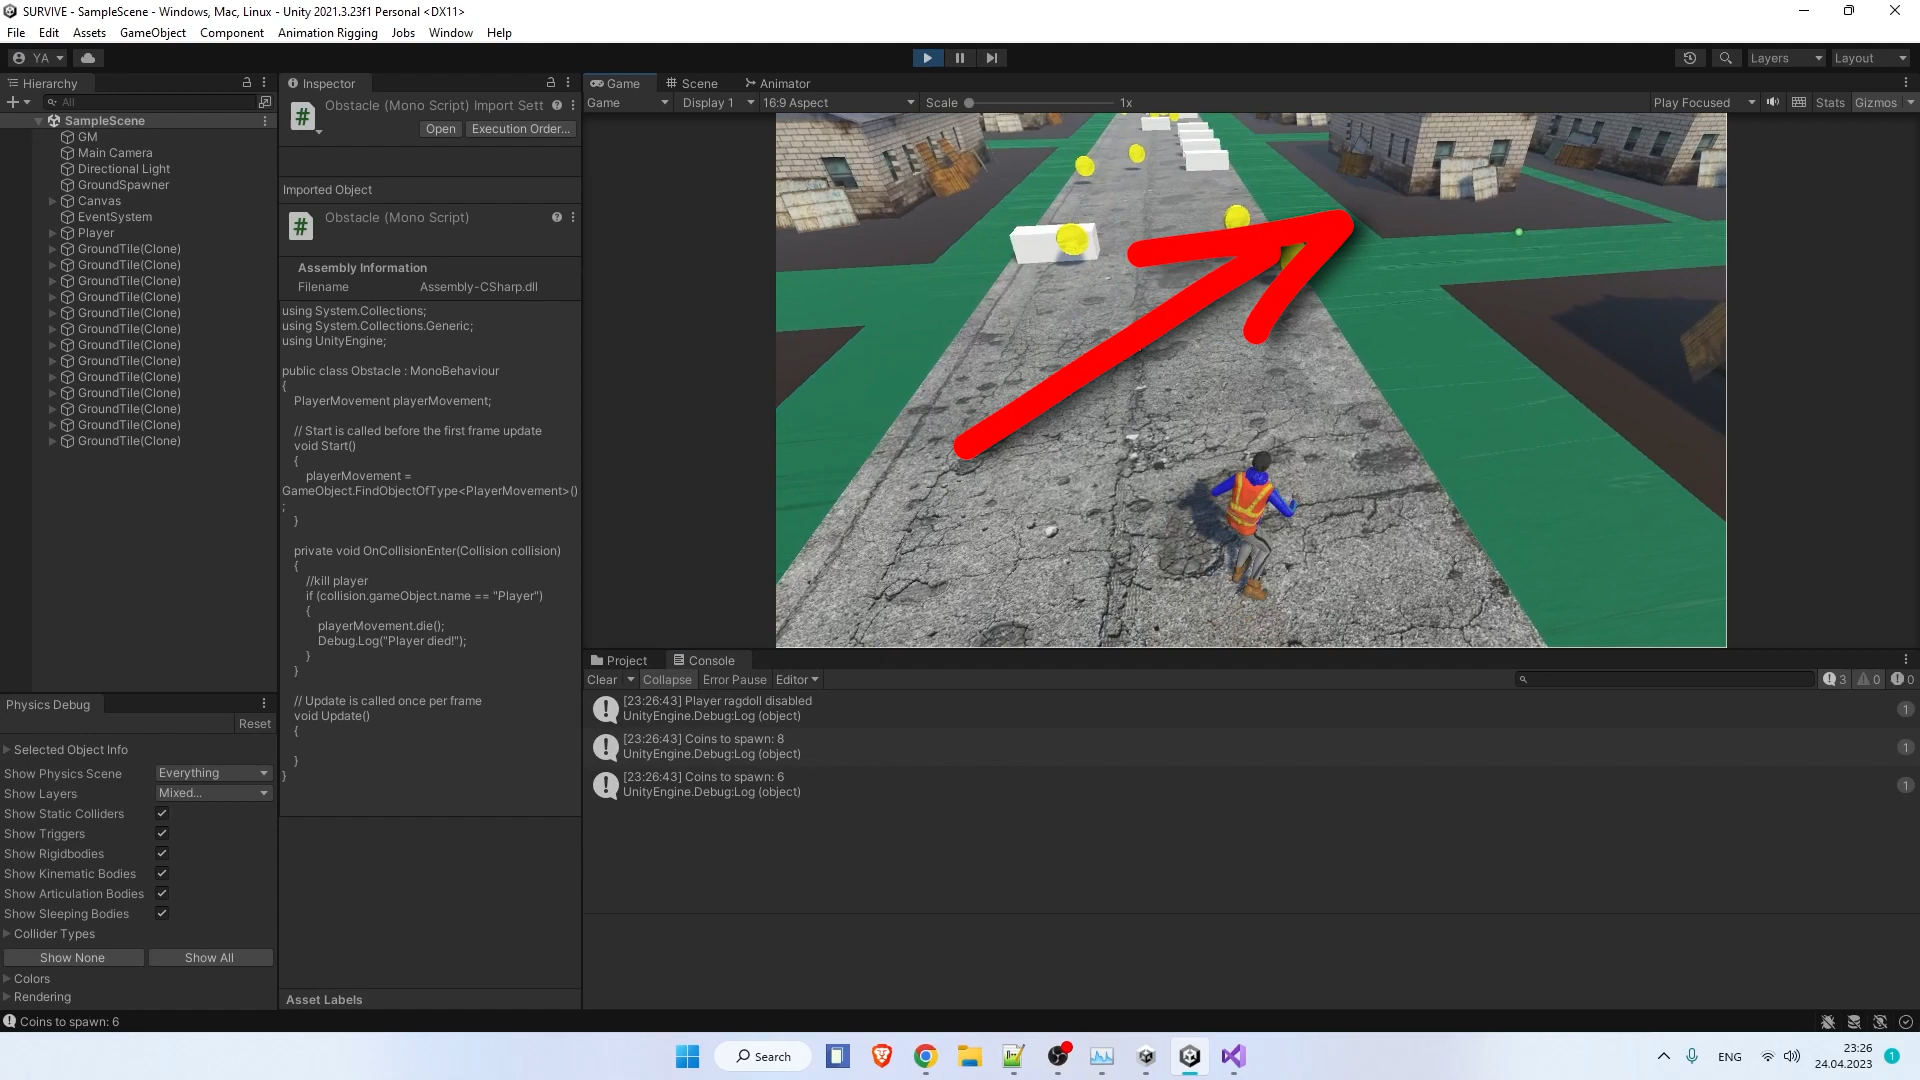 SURVIVE - SampleScene - Windows, Mac, Linux - Unity 2021.3.23f1 Personal <DX11>
File Edit Assets GameObject Component Animation Rigging Jobs Window Help
YA
Layers
Layout
Hierarchy
All
SampleScene
GM
Main Camera
Directional Light
GroundSpawner
Canvas
EventSystem
Player
GroundTile(Clone)
GroundTile(Clone)
GroundTile(Clone)
GroundTile(Clone)
GroundTile(Clone)
GroundTile(Clone)
GroundTile(Clone)
GroundTile(Clone)
GroundTile(Clone)
GroundTile(Clone)
GroundTile(Clone)
GroundTile(Clone)
GroundTile(Clone)
Inspector
Obstacle (Mono Script) Import Sett
Open Execution Order...
Imported Object
Obstacle (Mono Script)
Assembly Information
Filename Assembly-CSharp.dll
using System.Collections;
using System.Collections.Generic;
using UnityEngine;
public class Obstacle : MonoBehaviour
{
PlayerMovement playerMovement;
// Start is called before the first frame update
void Start()
{
playerMovement =
GameObject.FindObjectOfType<PlayerMovement>()
;
}
private void OnCollisionEnter(Collision collision)
{
//kill player
if (collision.gameObject.name == "Player")
{
playerMovement.die();
Debug.Log("Player died!");
}
}
// Update is called once per frame
void Update()
{
}
}
Asset Labels
Game Scene Animator
Game Display 1 16:9 Aspect Scale 1x Play Focused Stats Gizmos
Project Console
Clear Collapse Error Pause Editor 3 0 0
[23:26:43] Player ragdoll disabled
UnityEngine.Debug:Log (object)
1
[23:26:43] Coins to spawn: 8
UnityEngine.Debug:Log (object)
1
[23:26:43] Coins to spawn: 6
UnityEngine.Debug:Log (object)
1
Physics Debug
Reset
Selected Object Info
Show Physics Scene Everything
Show Layers Mixed...
Show Static Colliders
Show Triggers
Show Rigidbodies
Show Kinematic Bodies
Show Articulation Bodies
Show Sleeping Bodies
Collider Types
Show None Show All
Colors
Rendering
Coins to spawn: 6
Search
ENG
23:26
24.04.2023
1